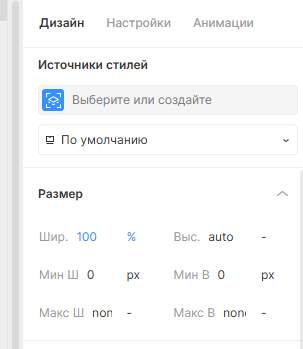 Дизайн Настройки Анимации
Источники стилей
Выберите или создайте
По умолчанию
Размер
Шир. 100 % Выс. auto -
Мин Ш 0 px Мин В 0 px
Макс Ш non - Макс В none -